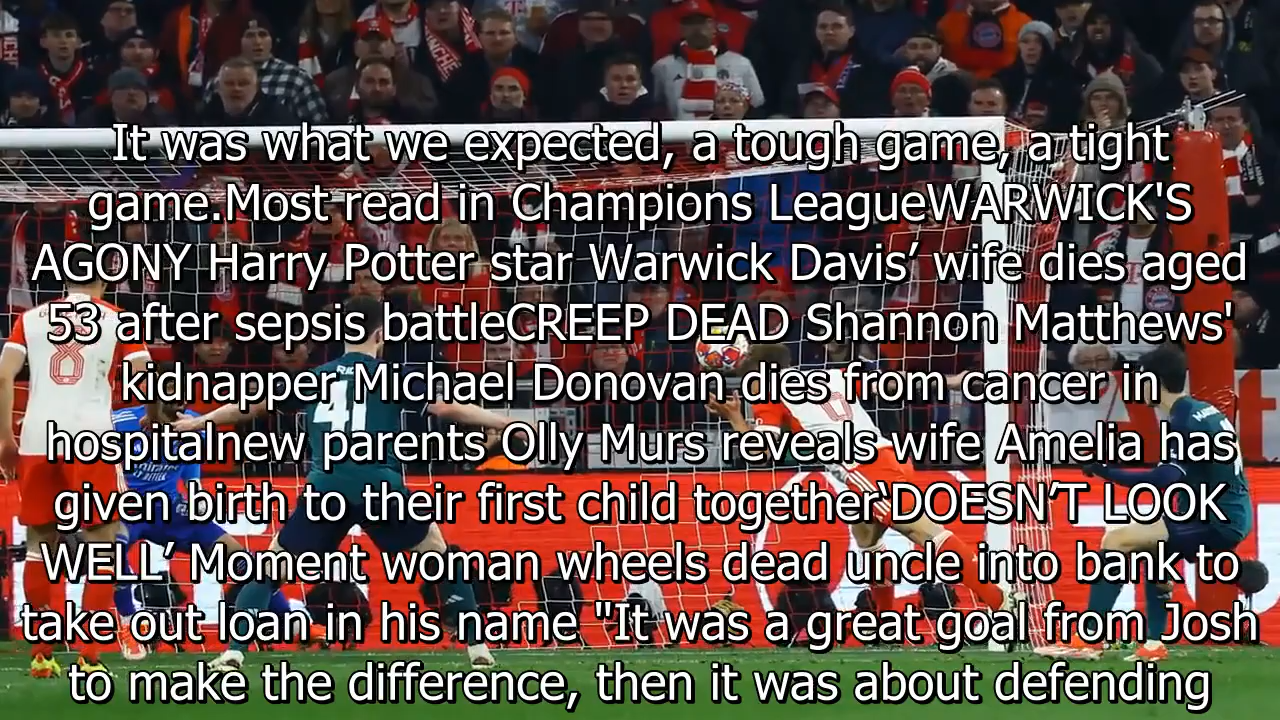 It was what we expected, a tough game, a tight
game.Most read in Champions LeagueWARWICK'S
AGONY Harry Potter star Warwick Davis’ wife dies aged
53 after sepsis battleCREEP DEAD Shannon Matthews'
kidnapper Michael Donovan dies from cancer in
hospitalnew parents Olly Murs reveals wife Amelia has
given birth to their first child together‘DOESN’T LOOK
WELL’ Moment woman wheels dead uncle into bank to
take out loan in his name "It was a great goal from Josh
to make the difference, then it was about defending
8
41